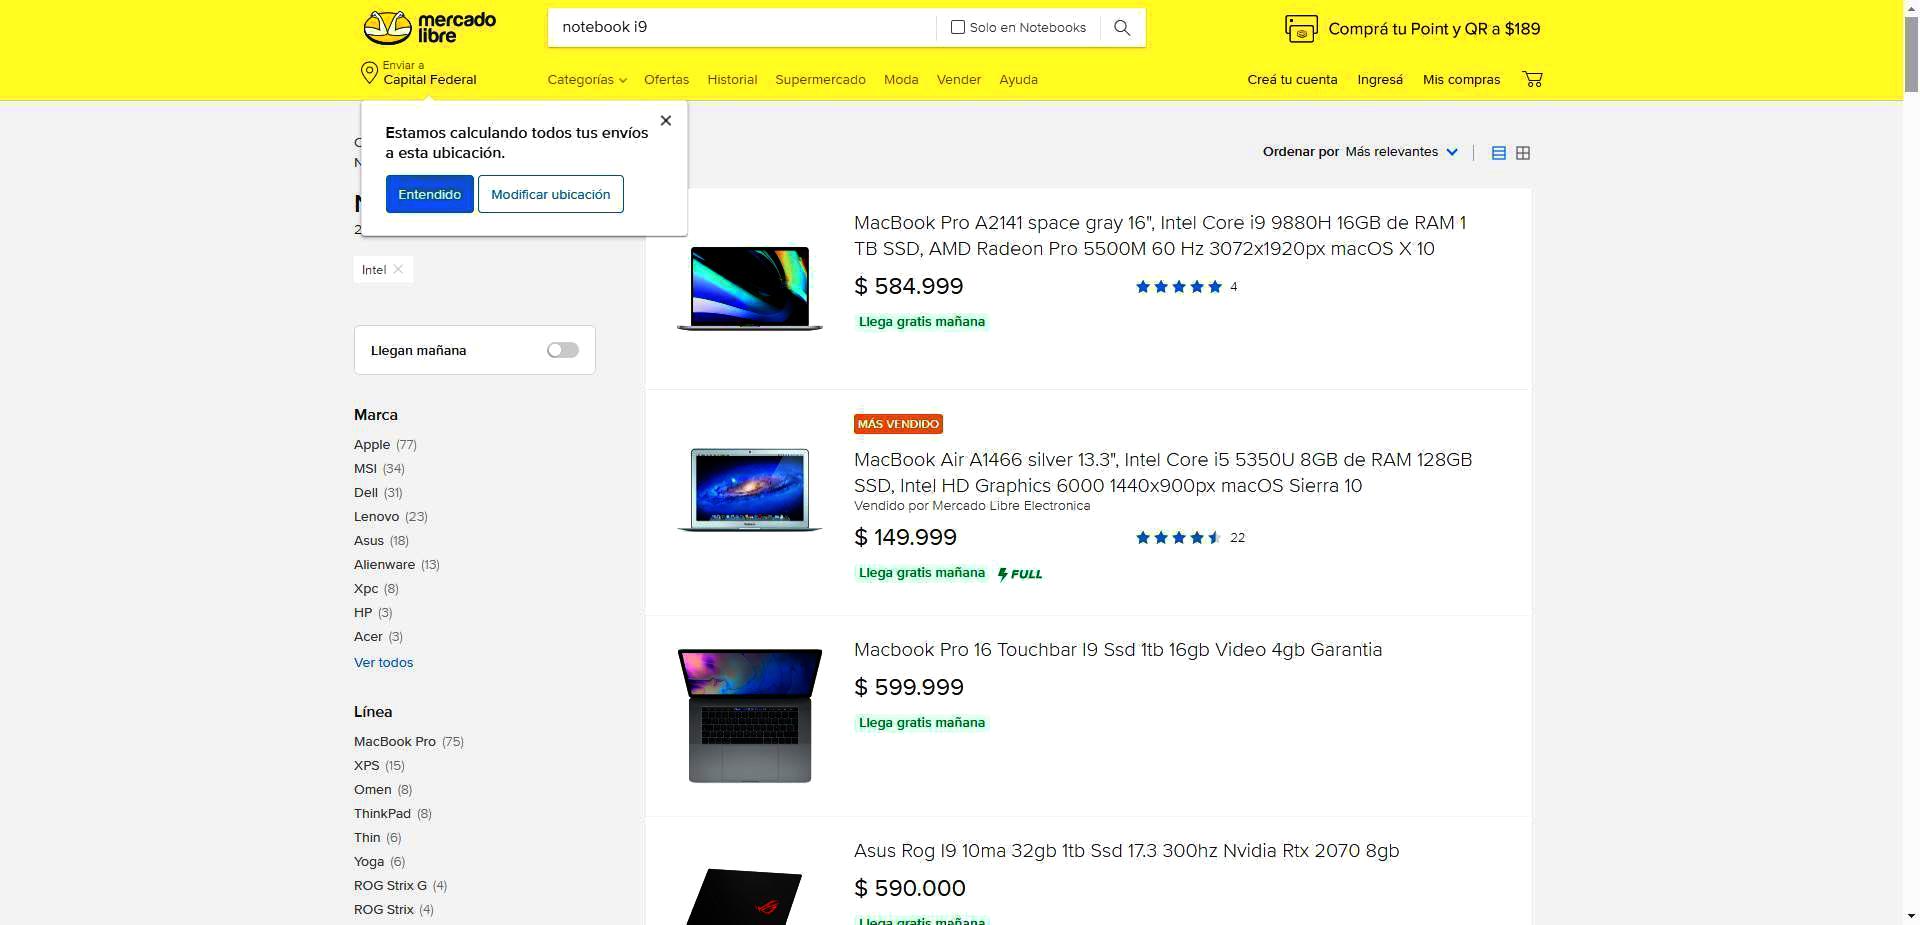 mercado
libre
notebook i9
Solo en Notebooks
Comprá tu Point y QR a $189
Enviar a
Capital Federal
Categorías
Ofertas
Historial
Supermercado
Moda
Vender
Ayuda
Creá tu cuenta
Ingresá
Mis compras
Estamos calculando todos tus envíos
a esta ubicación.
Entendido
Modificar ubicación
Ordenar por Más relevantes
Intel
Llegan mañana
Marca
Apple (77)
MSI (34)
Dell (31)
Lenovo (23)
Asus (18)
Alienware (13)
Xpc (8)
HP (3)
Acer (3)
Ver todos
Línea
MacBook Pro (75)
XPS (15)
Omen (8)
ThinkPad (8)
Thin (6)
Yoga (6)
ROG Strix G (4)
ROG Strix (4)
MacBook Pro A2141 space gray 16", Intel Core i9 9880H 16GB de RAM 1
TB SSD, AMD Radeon Pro 5500M 60 Hz 3072x1920px macOS X 10
$ 584.999
4
Llega gratis mañana
MÁS VENDIDO
MacBook Air A1466 silver 13.3", Intel Core i5 5350U 8GB de RAM 128GB
SSD, Intel HD Graphics 6000 1440x900px macOS Sierra 10
Vendido por Mercado Libre Electronica
$ 149.999
22
Llega gratis mañana FULL
Macbook Pro 16 Touchbar I9 Ssd 1tb 16gb Video 4gb Garantia
$ 599.999
Llega gratis mañana
Asus Rog I9 10ma 32gb 1tb Ssd 17.3 300hz Nvidia Rtx 2070 8gb
$ 590.000
Llega gratis mañana